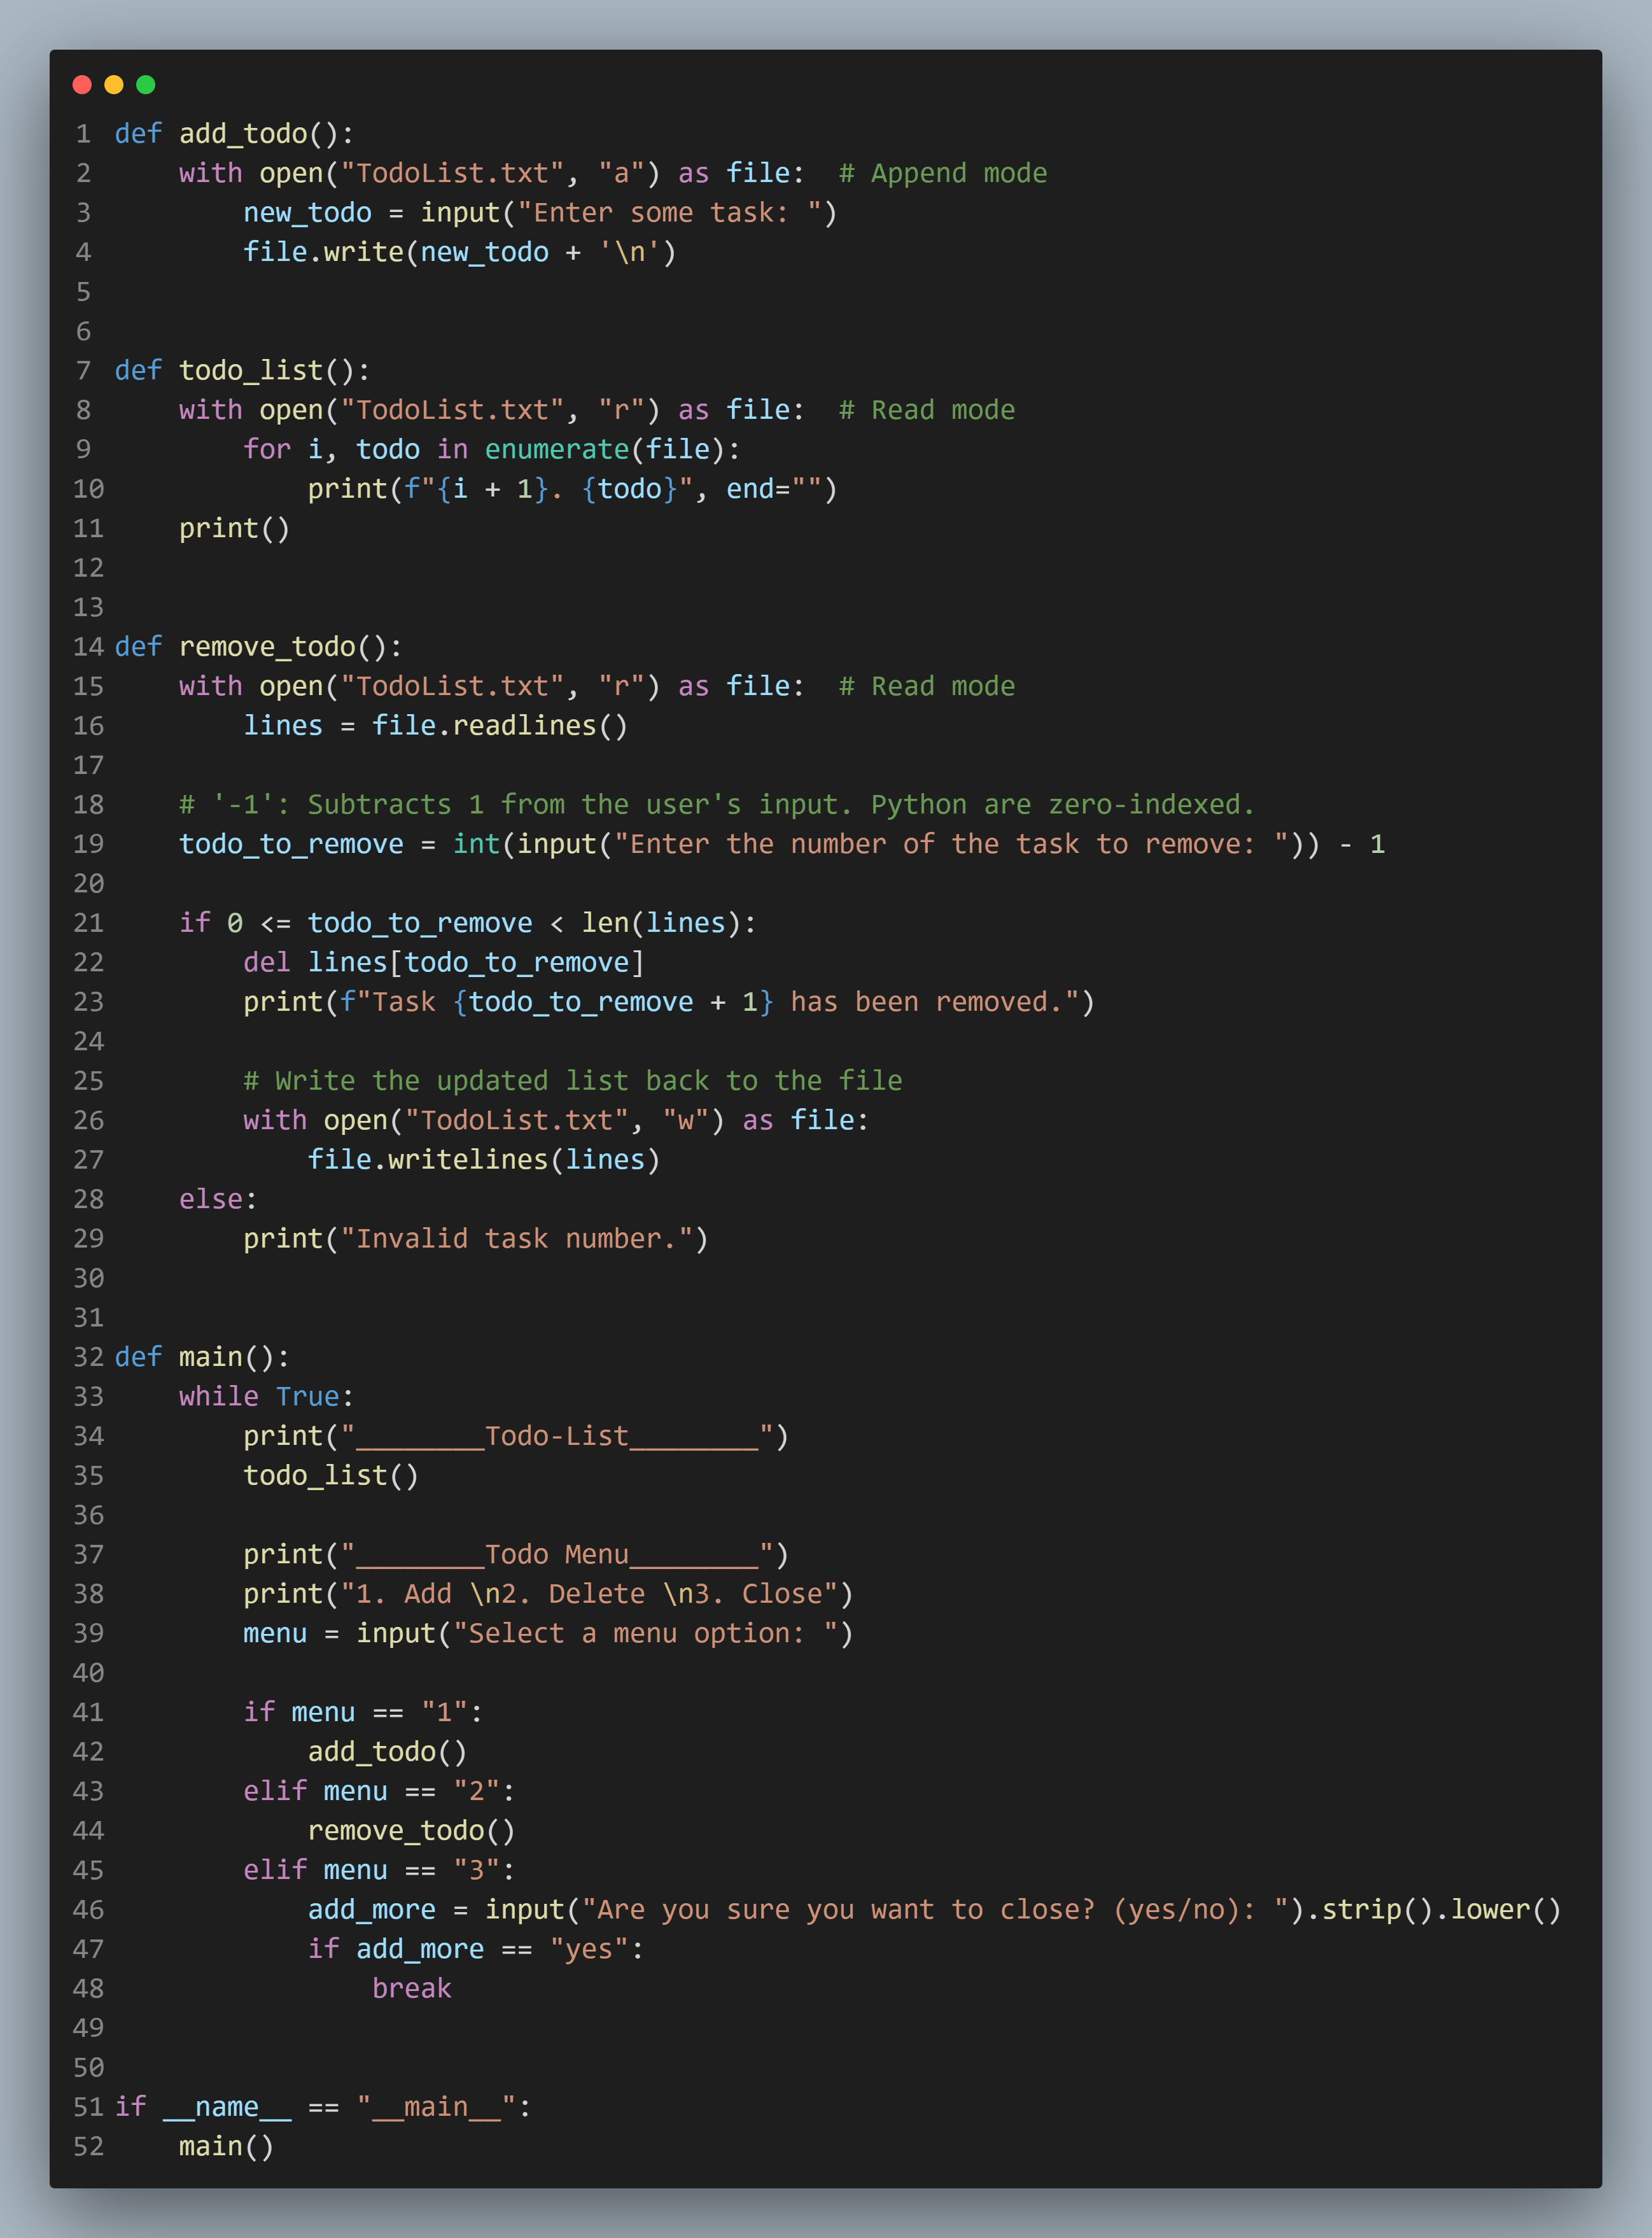 1 def add_todo():
2     with open("TodoList.txt", "a") as file:  # Append mode
3         new_todo = input("Enter some task: ")
4         file.write(new_todo + '\n')
5
6
7 def todo_list():
8     with open("TodoList.txt", "r") as file:  # Read mode
9         for i, todo in enumerate(file):
10             print(f"{i + 1}. {todo}", end="")
11     print()
12
13
14 def remove_todo():
15     with open("TodoList.txt", "r") as file:  # Read mode
16         lines = file.readlines()
17
18     # '-1': Subtracts 1 from the user's input. Python are zero-indexed.
19     todo_to_remove = int(input("Enter the number of the task to remove: ")) - 1
20
21     if 0 <= todo_to_remove < len(lines):
22         del lines[todo_to_remove]
23         print(f"Task {todo_to_remove + 1} has been removed.")
24
25         # Write the updated list back to the file
26         with open("TodoList.txt", "w") as file:
27             file.writelines(lines)
28     else:
29         print("Invalid task number.")
30
31
32 def main():
33     while True:
34         print("________Todo-List________")
35         todo_list()
36
37         print("________Todo Menu________")
38         print("1. Add \n2. Delete \n3. Close")
39         menu = input("Select a menu option: ")
40
41         if menu == "1":
42             add_todo()
43         elif menu == "2":
44             remove_todo()
45         elif menu == "3":
46             add_more = input("Are you sure you want to close? (yes/no): ").strip().lower()
47             if add_more == "yes":
48                 break
49
50
51 if __name__ == "__main__":
52     main()